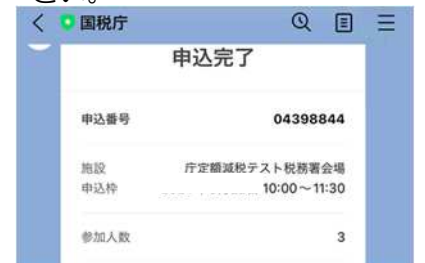 さい。
国税庁
申込完了
申込番号 04398844
施設 庁定額減税テスト税務署会場
申込枠 10:00～11:30
参加人数 3